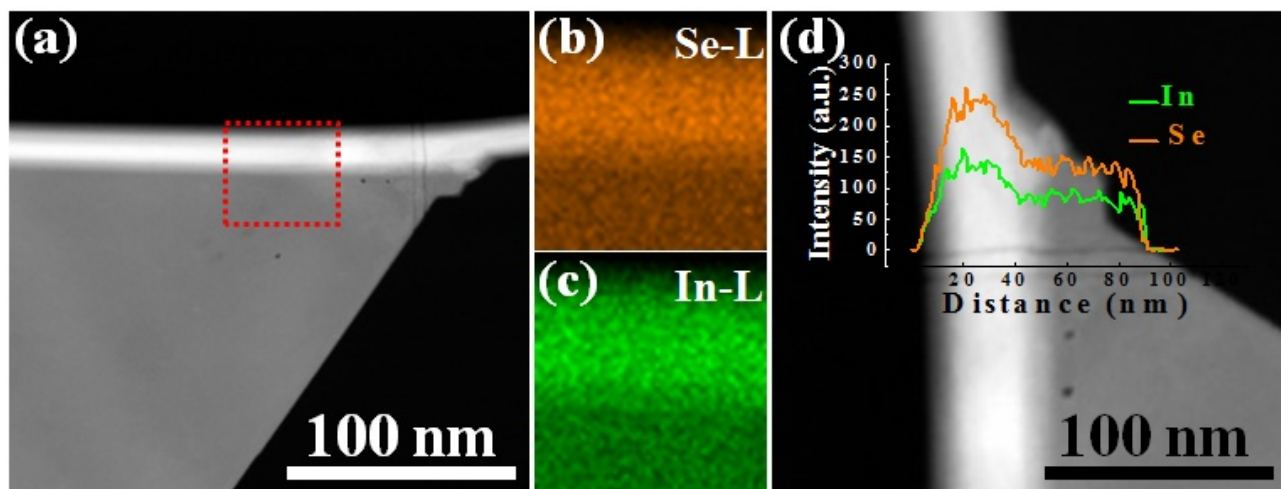 (a)
100 nm
(b)
Se-L
(c)
In-L
(d)
300
250
200
150
100
50
0
Intensity (a.u.)
In
Se
20 40 60 80 100 120
Distance (nm)
100 nm